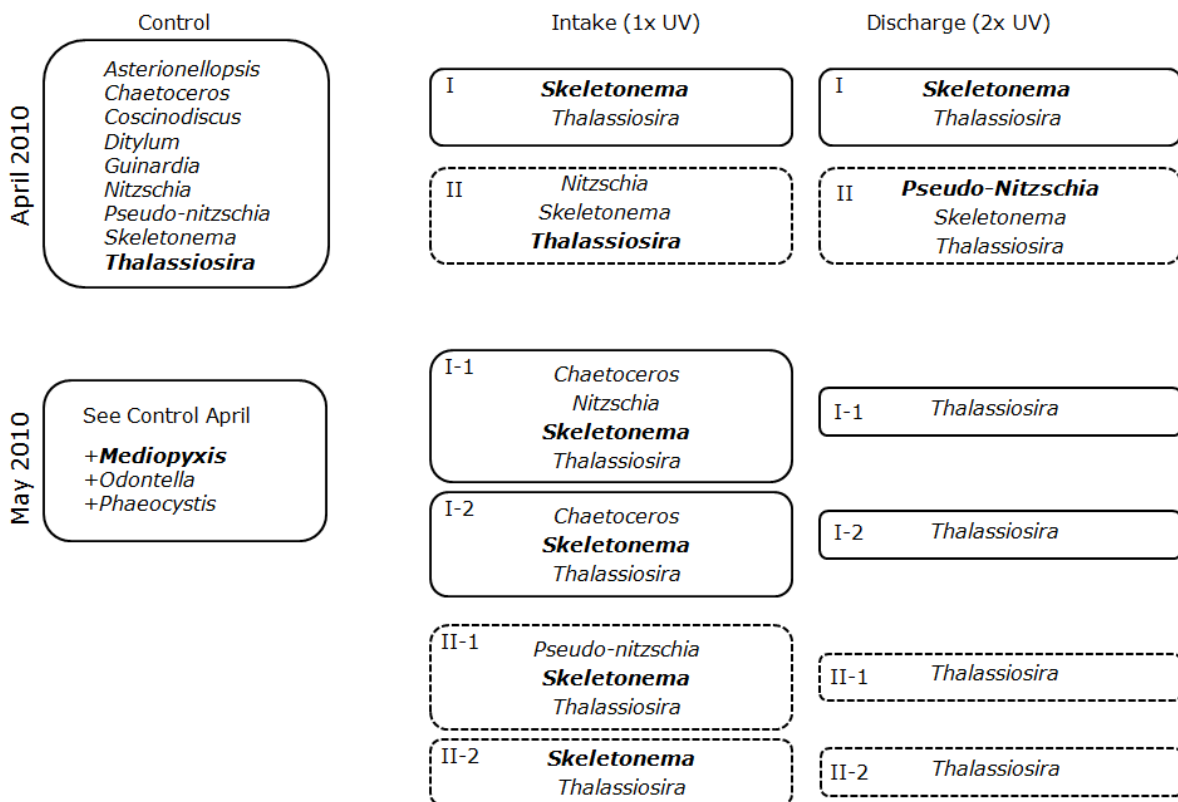 Control
Intake (1x UV)
Discharge (2x UV)
April 2010
Asterionellopsis
Chaetoceros
Coscinodiscus
Ditylum
Guinardia
Nitzschia
Pseudo-nitzschia
Skeletonema
Thalassiosira
I
Skeletonema
Thalassiosira
I
Skeletonema
Thalassiosira
II
Nitzschia
Skeletonema
Thalassiosira
II
Pseudo-Nitzschia
Skeletonema
Thalassiosira
May 2010
See Control April
+Mediopyxis
+Odontella
+Phaeocystis
I-1
Chaetoceros
Nitzschia
Skeletonema
Thalassiosira
I-1
Thalassiosira
I-2
Chaetoceros
Skeletonema
Thalassiosira
I-2
Thalassiosira
II-1
Pseudo-nitzschia
Skeletonema
Thalassiosira
II-1
Thalassiosira
II-2
Skeletonema
Thalassiosira
II-2
Thalassiosira